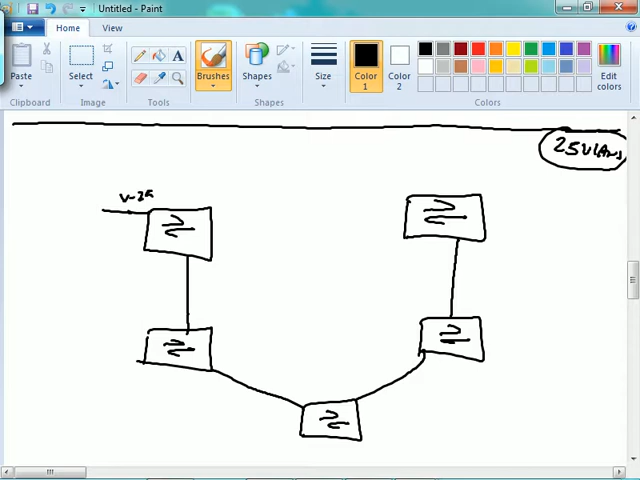 Untitled - Paint
Home View
Paste
Select
Brushes
Shapes
Size
Color 1
Color 2
Edit colors
Clipboard
Image
Tools
Shapes
Colors
25 VLANs
V-25